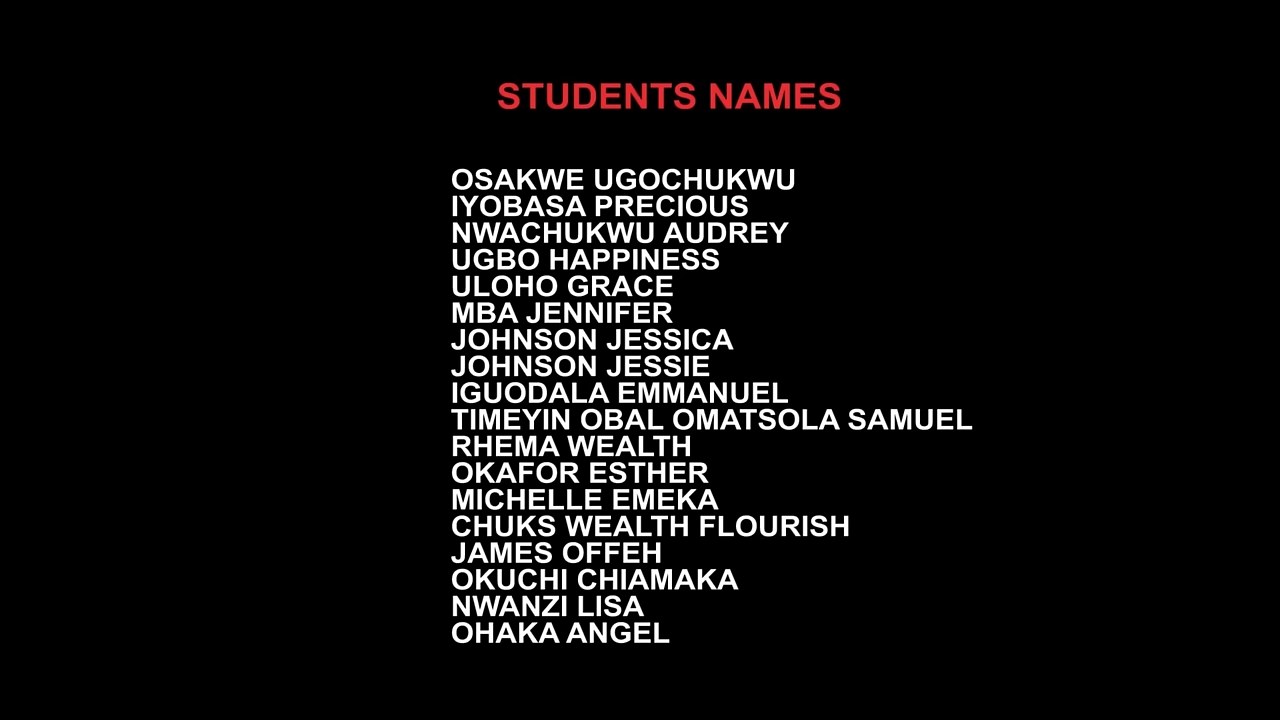 STUDENTS NAMES
OSAKWE UGOCHUKWU
IYOBASA PRECIOUS
NWACHUKWU AUDREY
UGBO HAPPINESS
ULOHO GRACE
MBA JENNIFER
JOHNSON JESSICA
JOHNSON JESSIE
IGUODALA EMMANUEL
TIMEYIN OBAL OMATSOLA SAMUEL
RHEMA WEALTH
OKAFOR ESTHER
MICHELLE EMEKA
CHUKS WEALTH FLOURISH
JAMES OFFEH
OKUCHI CHIAMAKA
NWANZI LISA
OHAKA ANGEL